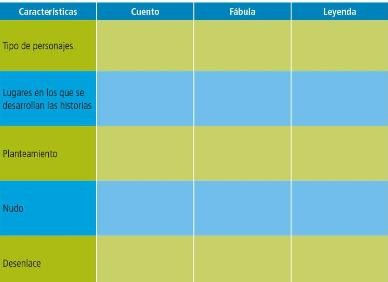 Características Cuento Fábula Leyenda
Tipo de personajes
Lugares en los que se
desarrollan las historias
Planteamiento
Nudo
Desenlace